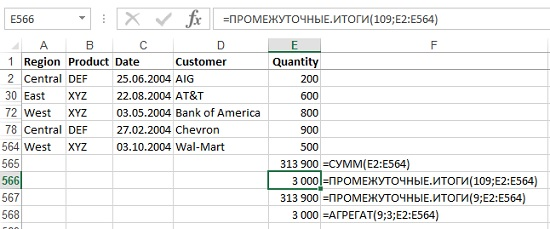 E566 =ПРОМЕЖУТОЧНЫЕ.ИТОГИ(109;E2:E564)
A B C D E F
1 Region Product Date Customer Quantity
2 Central DEF 25.06.2004 AIG 200
30 East XYZ 22.08.2004 AT&T 600
72 West XYZ 03.05.2004 Bank of America 800
78 Central DEF 27.02.2004 Chevron 900
564 West XYZ 03.10.2004 Wal-Mart 500
565 313 900 =СУММ(E2:E564)
566 3 000 =ПРОМЕЖУТОЧНЫЕ.ИТОГИ(109;E2:E564)
567 313 900 =ПРОМЕЖУТОЧНЫЕ.ИТОГИ(9;E2:E564)
568 3 000 =АГРЕГАТ(9;3;E2:E564)